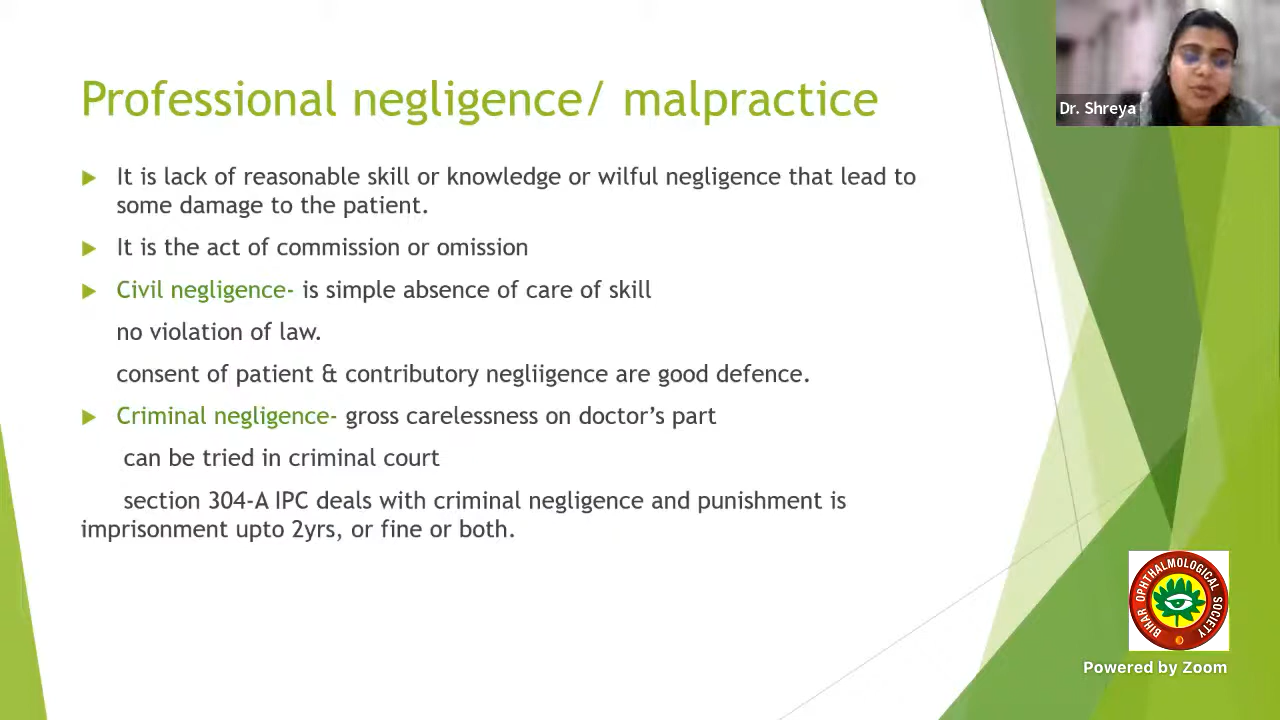 Professional negligence/ malpractice
It is lack of reasonable skill or knowledge or wilful negligence that lead to
some damage to the patient.
It is the act of commission or omission
Civil negligence- is simple absence of care of skill
no violation of law.
consent of patient & contributory negliigence are good defence.
Criminal negligence- gross carelessness on doctor's part
can be tried in criminal court
section 304-A IPC deals with criminal negligence and punishment is
imprisonment upto 2yrs, or fine or both.
Dr. Shreya
BIHAR OPHTHALMOLOGICAL SOCIETY
Powered by Zoom